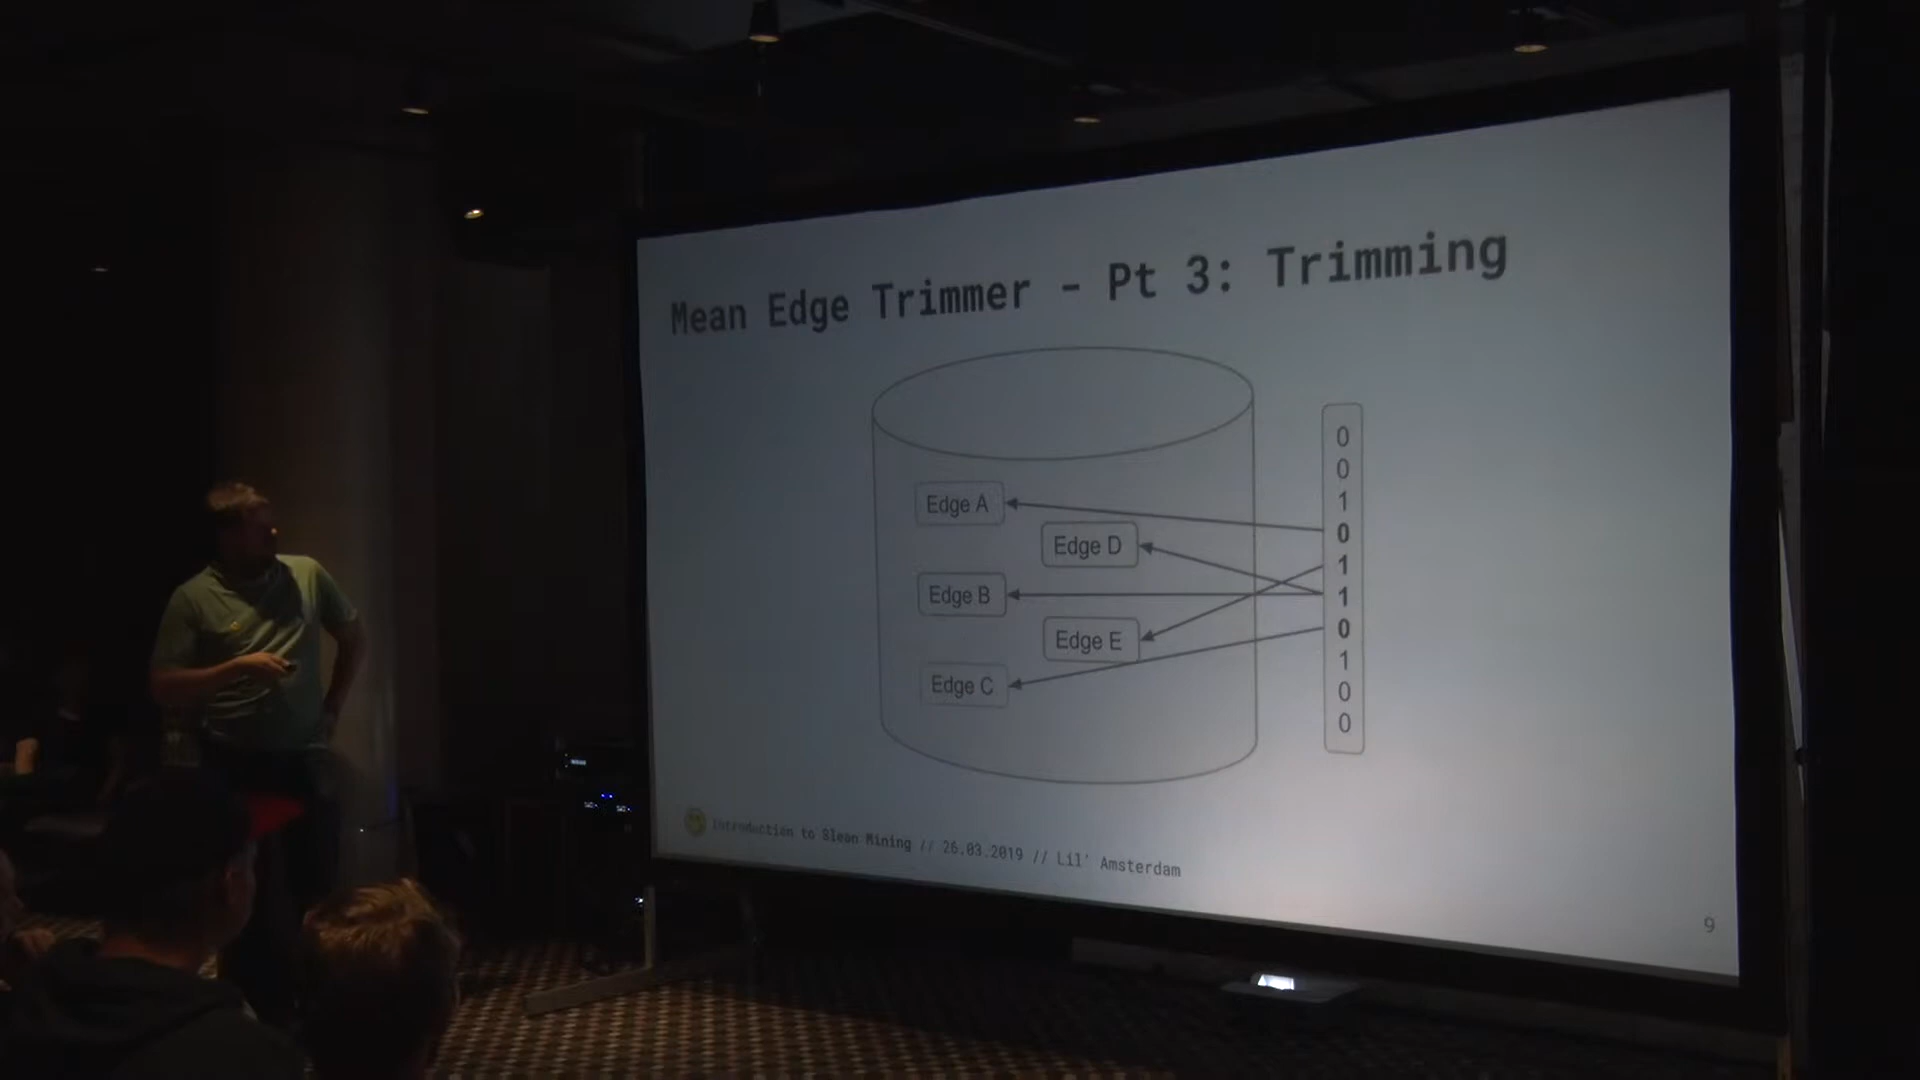 Mean Edge Trimmer - Pt 3: Trimming
Edge A
Edge D
Edge B
Edge E
Edge C
0
0
1
0
1
1
0
1
0
0
Introduction to Slean Mining // 26.03.2019 // Lil' Amsterdam
9